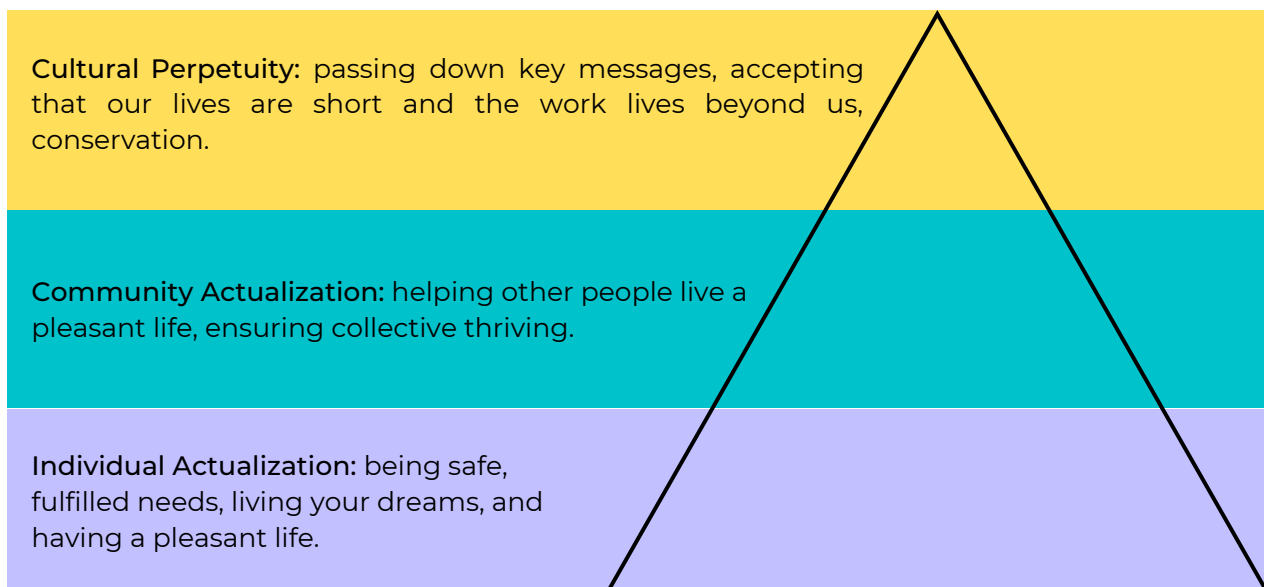 Cultural Perpetuity: passing down key messages, accepting
that our lives are short and the work lives beyond us,
conservation.
Community Actualization: helping other people live a
pleasant life, ensuring collective thriving.
Individual Actualization: being safe,
fulfilled needs, living your dreams, and
having a pleasant life.